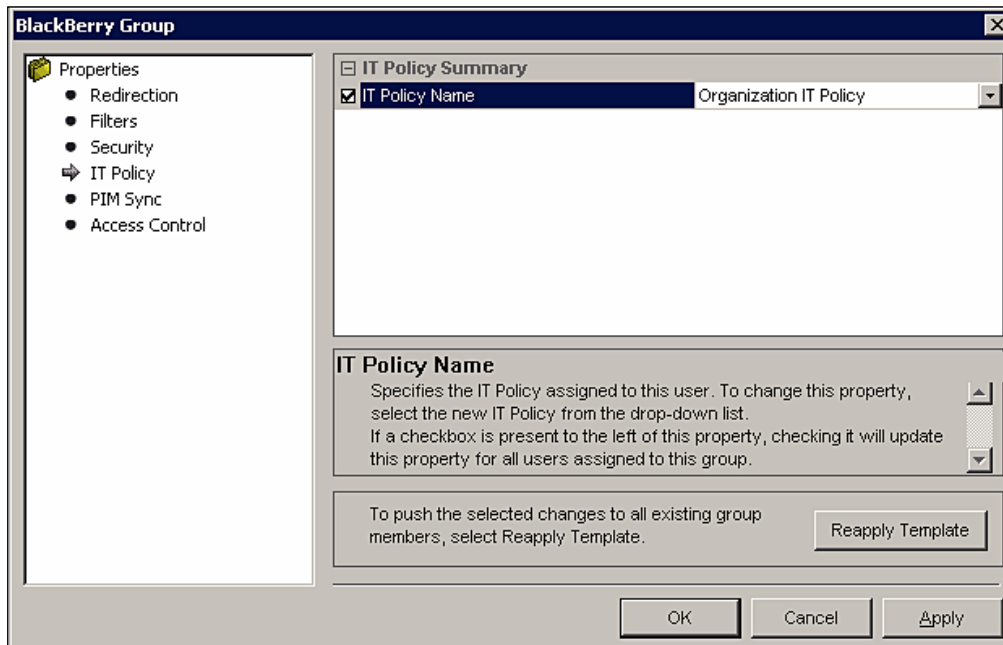 BlackBerry Group
Properties
Redirection
Filters
Security
IT Policy
PIM Sync
Access Control
IT Policy Summary
IT Policy Name Organization IT Policy
IT Policy Name
Specifies the IT Policy assigned to this user. To change this property,
select the new IT Policy from the drop-down list.
If a checkbox is present to the left of this property, checking it will update
this property for all users assigned to this group.
To push the selected changes to all existing group
members, select Reapply Template.
Reapply Template
OK Cancel Apply